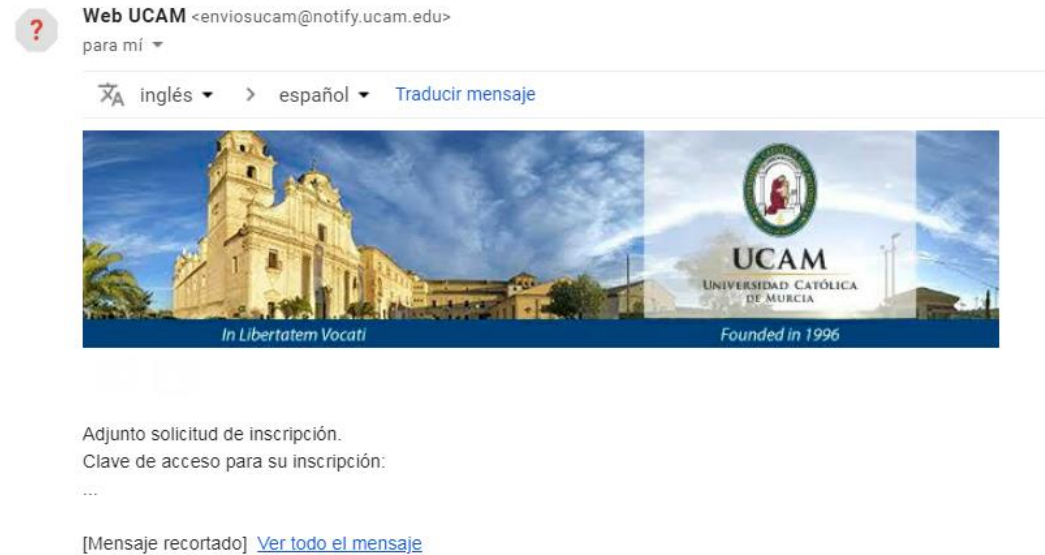 ?
Web UCAM <enviosucam@notify.ucam.edu>
para mí
inglés > español Traducir mensaje
UCAM
UNIVERSIDAD CATÓLICA
DE MURCIA
In Libertatem Vocati Founded in 1996
Adjunto solicitud de inscripción.
Clave de acceso para su inscripción:
...
[Mensaje recortado] Ver todo el mensaje